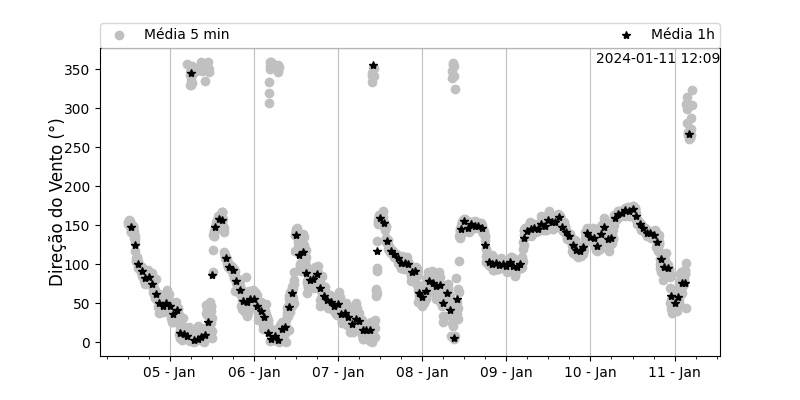 Média 5 min
Média 1h
2024-01-11 12:09
Direção do Vento (°)
350
300
250
200
150
100
50
0
05 - Jan
06 - Jan
07 - Jan
08 - Jan
09 - Jan
10 - Jan
11 - Jan